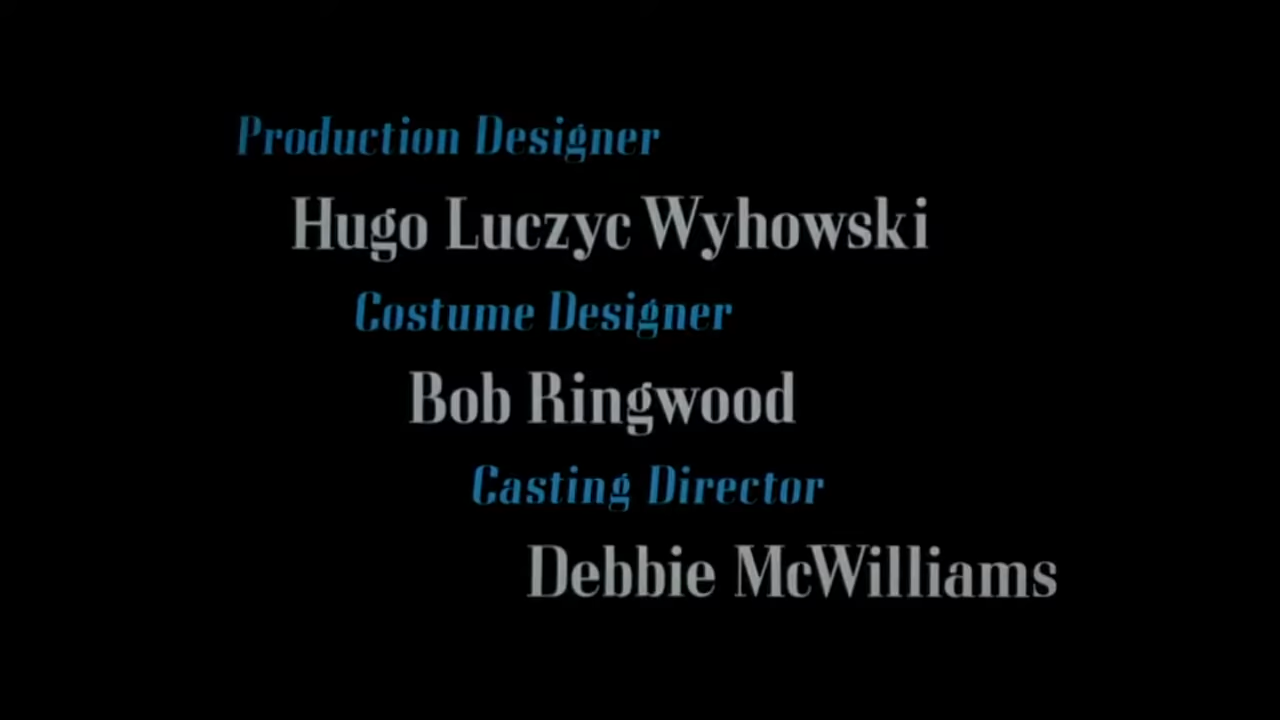 Production Designer
Hugo Luczyc Wyhowski
Costume Designer
Bob Ringwood
Casting Director
Debbie McWilliams